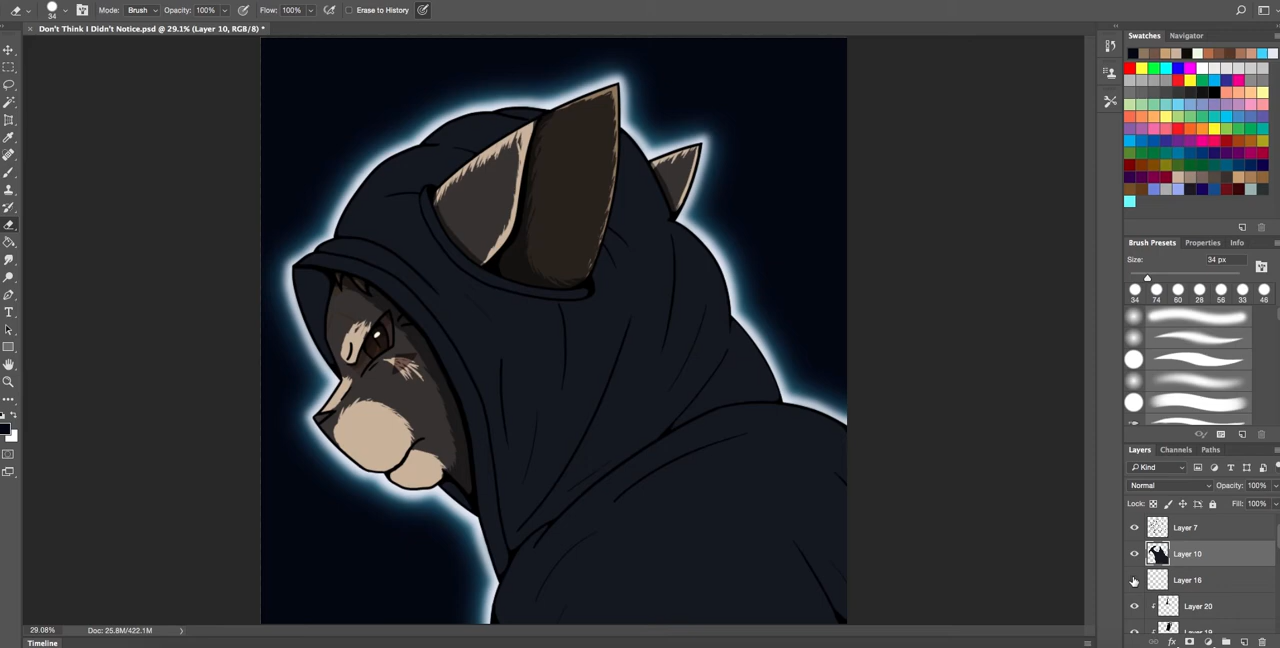 34 Mode: Brush Opacity: 100% Flow: 100% Erase to History
Don't Think I Didn't Notice.psd @ 29.1% (Layer 10, RGB/8) *
Swatches Navigator
Brush Presets Properties Info
Size: 34 px
34 74 60 28 56 33 46
Layers Channels Paths
Kind
Normal Opacity: 100%
Lock: Fill: 100%
Layer 7
Layer 10
Layer 16
Layer 20
Layer 19
29.08% Doc: 25.8M/422.1M
Timeline